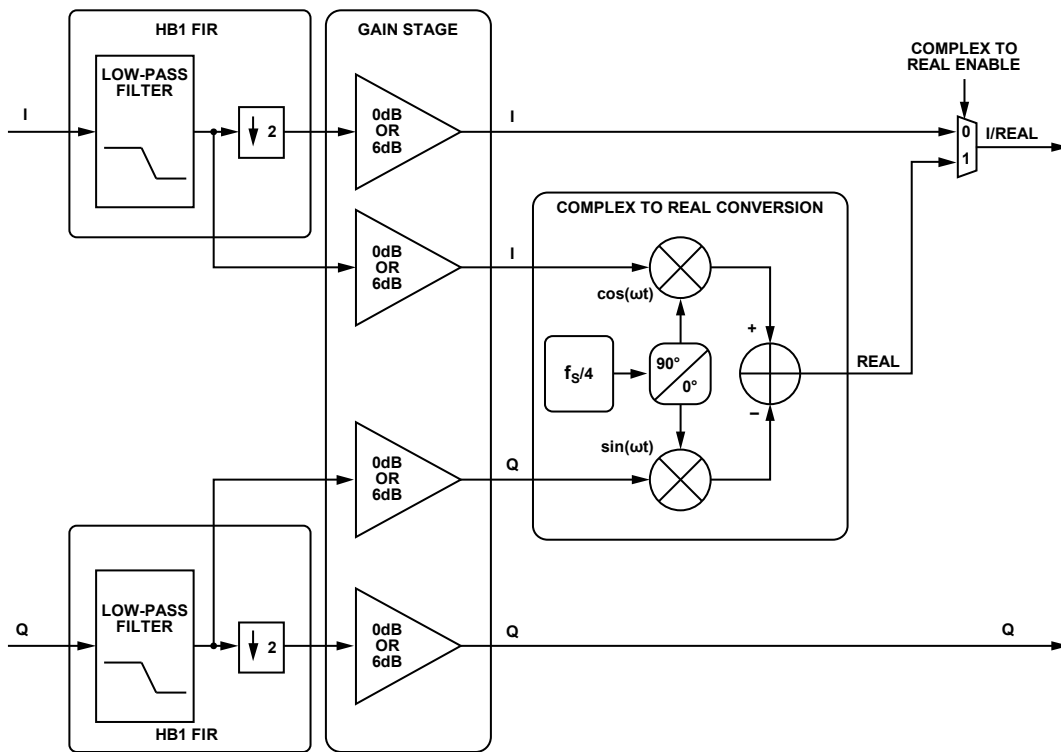 HB1 FIR
GAIN STAGE
LOW-PASS
FILTER
I
2
0dB
OR
6dB
I
COMPLEX TO
REAL ENABLE
0
1
I/REAL
0dB
OR
6dB
I
COMPLEX TO REAL CONVERSION
cos(ωt)
+
fS/4
90°
0°
REAL
–
sin(ωt)
0dB
OR
6dB
Q
LOW-PASS
FILTER
Q
2
HB1 FIR
0dB
OR
6dB
Q
Q